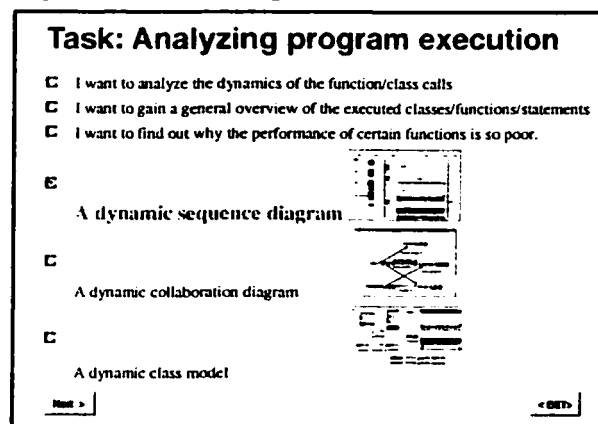 Task: Analyzing program execution
I want to analyze the dynamics of the function/class calls
I want to gain a general overview of the executed classes/functions/statements
I want to find out why the performance of certain functions is so poor.
A dynamic sequence diagram
A dynamic collaboration diagram
A dynamic class model
Next >